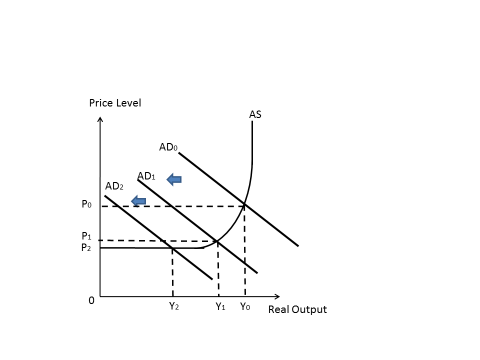 Price Level
AS
AD₀
AD₁
AD₂
P₀
P₁
P₂
0
Y₂
Y₁
Y₀
Real Output